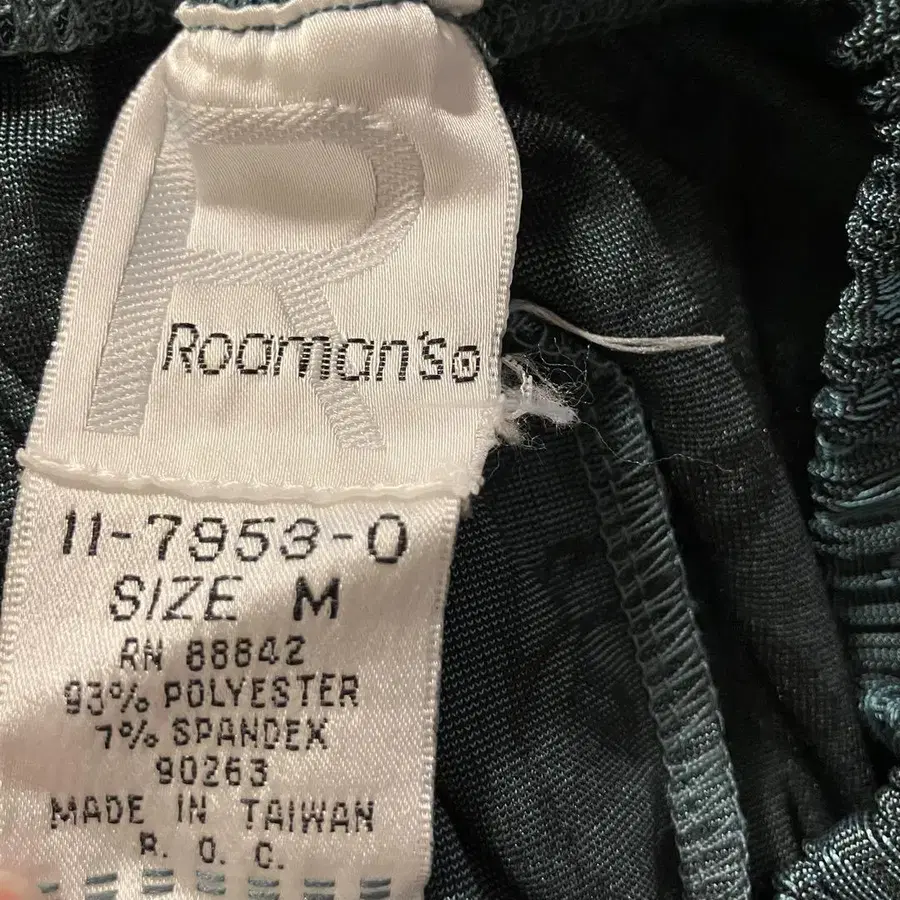 R
Roaman's®
11-7953-0
SIZE M
RN 88842
93% POLYESTER
7% SPANDEX
90263
MADE IN TAIWAN
R. O. C.